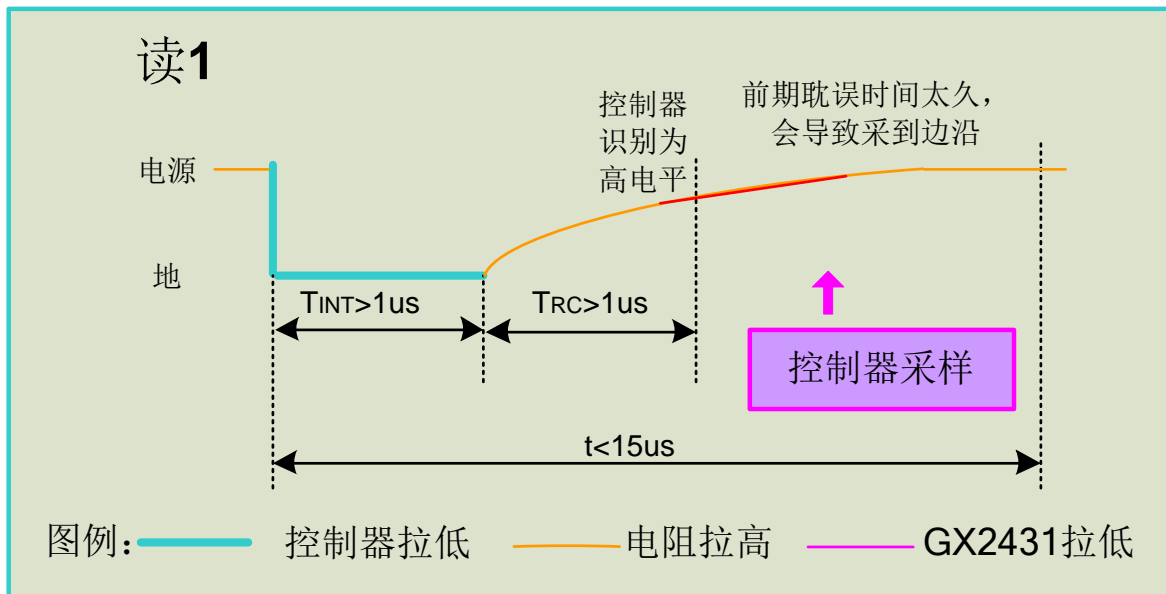 读1
控制器
识别为
高电平
前期耽误时间太久，
会导致采到边沿
电源
地
TINT>1us
TRC>1us
控制器采样
t<15us
图例：
控制器拉低
电阻拉高
GX2431拉低